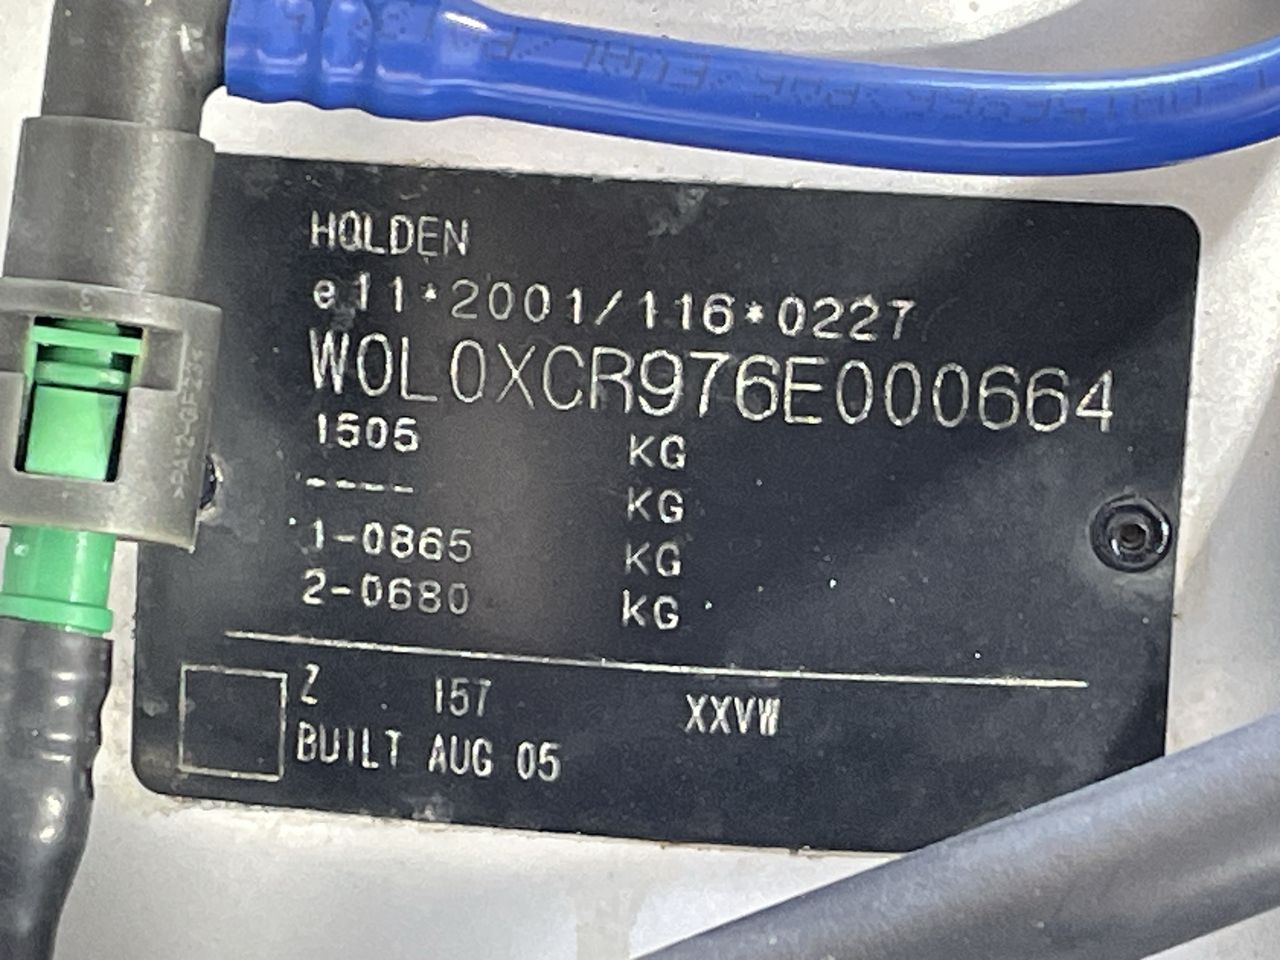 HOLDEN
e11*2001/116*0227
W0L0XCR976E000664
1505 KG
---- KG
1-0865 KG
2-0680 KG
Z 157 XXVW
BUILT AUG 05